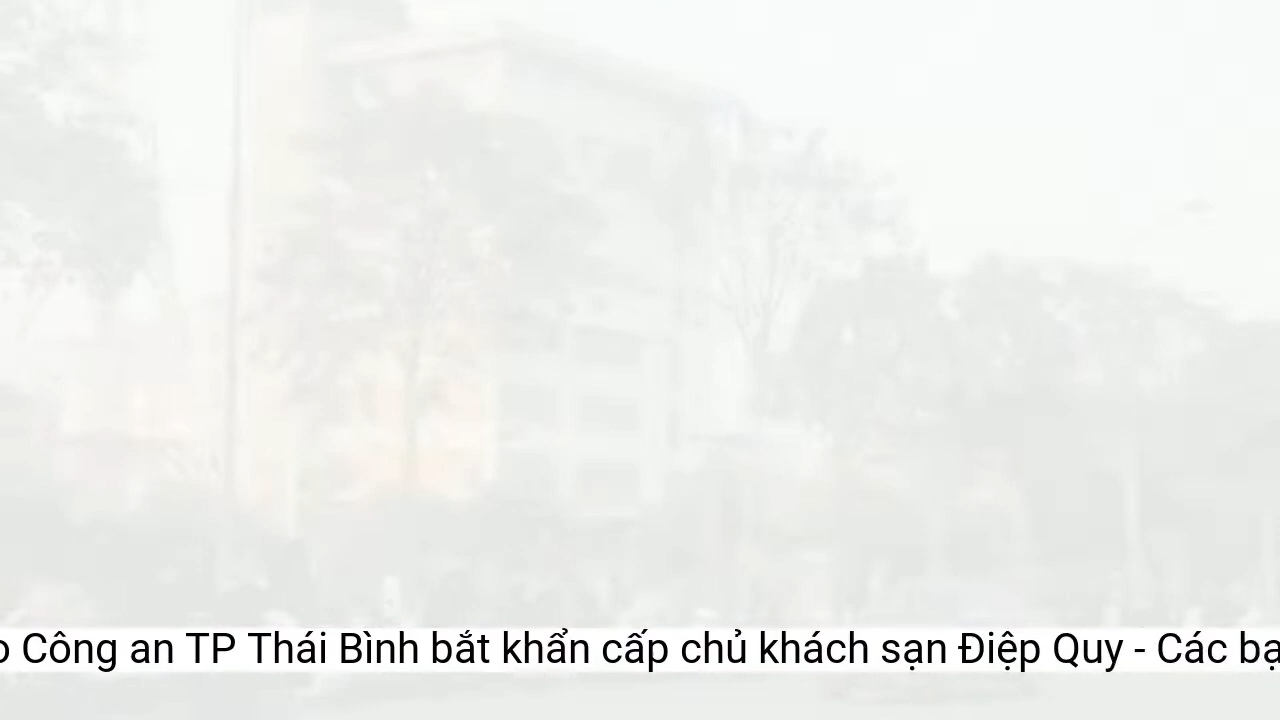 Công an TP Thái Bình bắt khẩn cấp chủ khách sạn Điệp Quy - Các